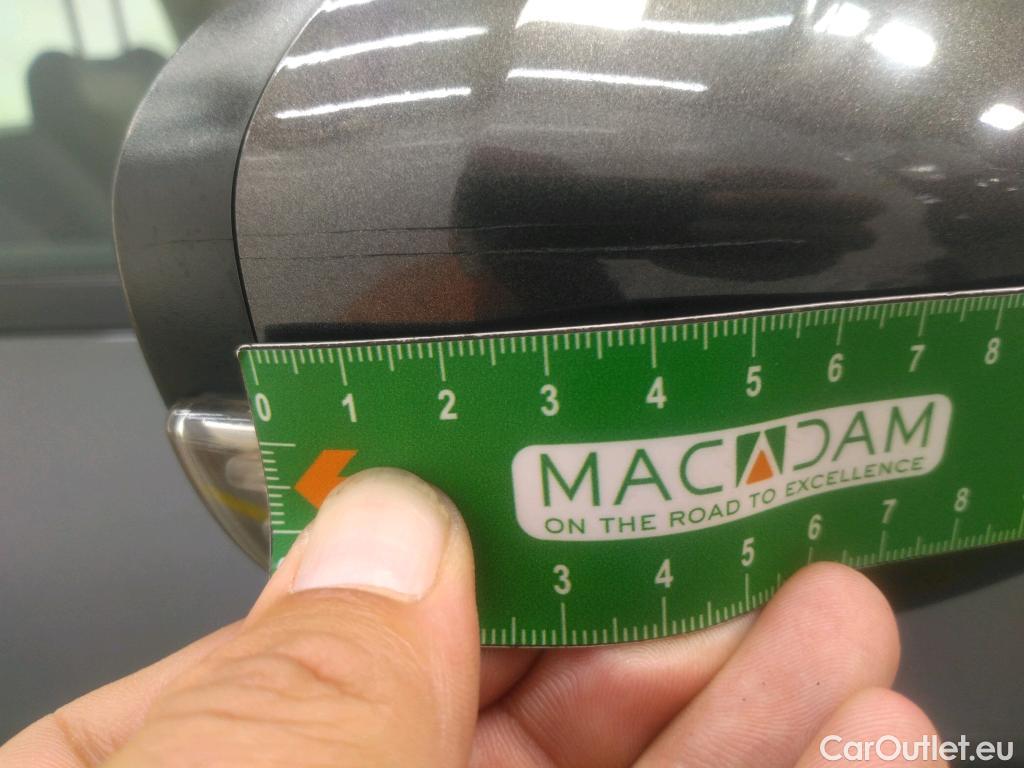 0 1 2 3 4 5 6 7 8
MACADAM
ON THE ROAD TO EXCELLENCE
3 4 5 6 7 8
CarOutlet.eu